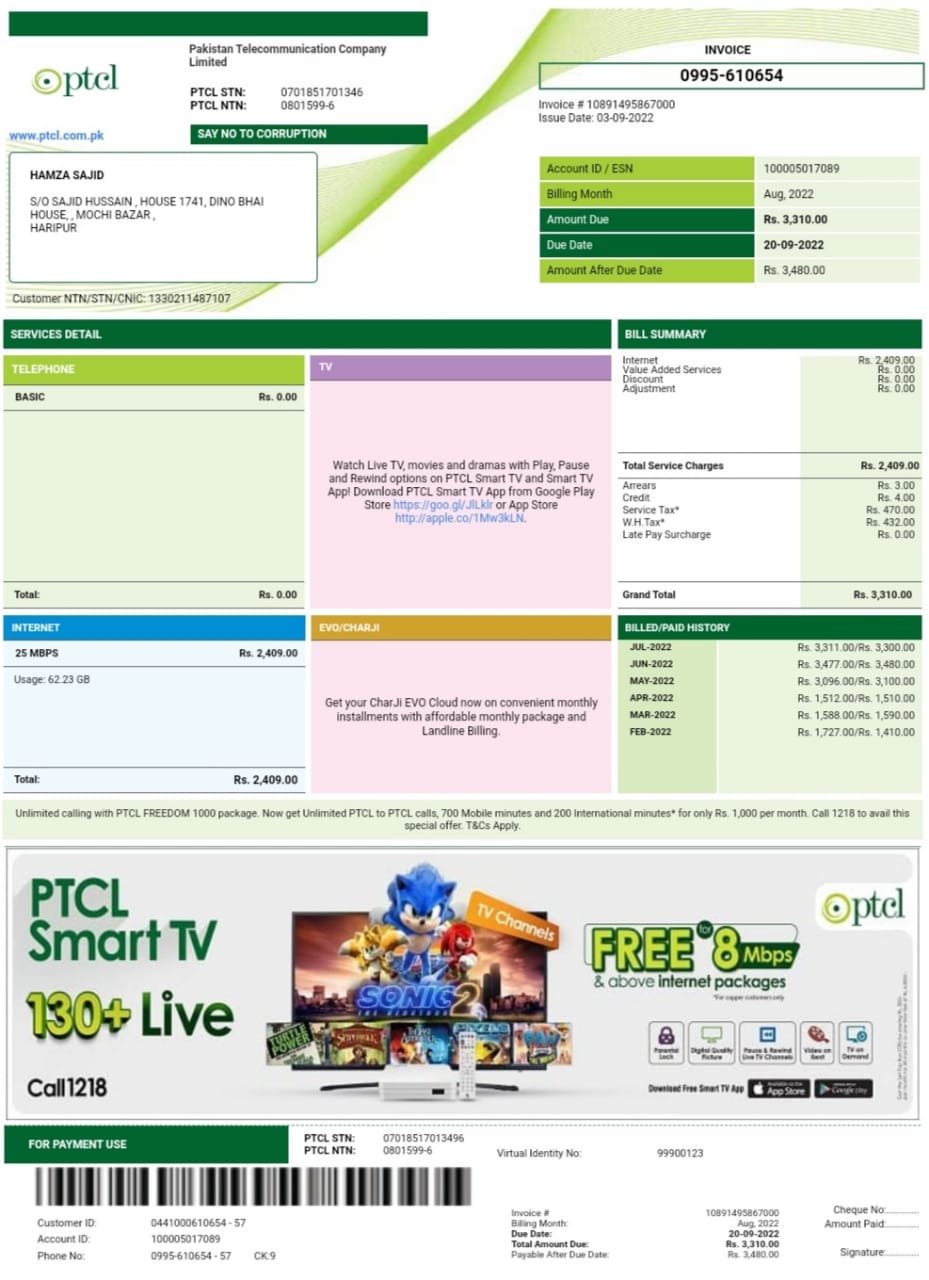 ptcl
Pakistan Telecommunication Company
Limited
PTCL STN: 0701851701346
PTCL NTN: 0801599-6
www.ptcl.com.pk
SAY NO TO CORRUPTION
INVOICE
0995-610654
Invoice # 10891495867000
Issue Date: 03-09-2022
HAMZA SAJID
S/O SAJID HUSSAIN , HOUSE 1741, DINO BHAI
HOUSE, , MOCHI BAZAR ,
HARIPUR
Customer NTN/STN/CNIC: 1330211487107
Account ID / ESN 100005017089
Billing Month Aug, 2022
Amount Due Rs. 3,310.00
Due Date 20-09-2022
Amount After Due Date Rs. 3,480.00
SERVICES DETAIL
TELEPHONE
BASIC Rs. 0.00
Total: Rs. 0.00
TV
Watch Live TV, movies and dramas with Play, Pause
and Rewind options on PTCL Smart TV and Smart TV
App! Download PTCL Smart TV App from Google Play
Store https://goo.gl/JlLklr or App Store
http://apple.co/1Mw3kLN.
BILL SUMMARY
Internet Rs. 2,409.00
Value Added Services Rs. 0.00
Discount Rs. 0.00
Adjustment Rs. 0.00
Total Service Charges Rs. 2,409.00
Arrears Rs. 3.00
Credit Rs. 4.00
Service Tax* Rs. 470.00
W.H.Tax* Rs. 432.00
Late Pay Surcharge Rs. 0.00
Grand Total Rs. 3,310.00
INTERNET
25 MBPS Rs. 2,409.00
Usage: 62.23 GB
Total: Rs. 2,409.00
EVO/CHARJI
Get your CharJi EVO Cloud now on convenient monthly
installments with affordable monthly package and
Landline Billing.
BILLED/PAID HISTORY
JUL-2022 Rs. 3,311.00/Rs. 3,300.00
JUN-2022 Rs. 3,477.00/Rs. 3,480.00
MAY-2022 Rs. 3,096.00/Rs. 3,100.00
APR-2022 Rs. 1,512.00/Rs. 1,510.00
MAR-2022 Rs. 1,588.00/Rs. 1,590.00
FEB-2022 Rs. 1,727.00/Rs. 1,410.00
Unlimited calling with PTCL FREEDOM 1000 package. Now get Unlimited PTCL to PTCL calls, 700 Mobile minutes and 200 International minutes* for only Rs. 1,000 per month. Call 1218 to avail this
special offer. T&Cs Apply.
PTCL
Smart TV
130+ Live
Call 1218
TV Channels
SONIC 2
THE HEDGEHOG
TURTLE
POWER
ptcl
FREE for 8 Mbps
& above internet packages
*For copper customers only
Parental
Lock
Digital Quality
Picture
Pause & Rewind
Live TV Channels
Video on
Rent
TV on
Demand
Download Free Smart TV App
App Store
Google play
FOR PAYMENT USE
PTCL STN: 07018517013496
PTCL NTN: 0801599-6
Virtual Identity No: 99900123
Customer ID: 0441000610654 - 57
Account ID: 100005017089
Phone No: 0995-610654 - 57 CK:9
Invoice # 10891495867000
Billing Month: Aug, 2022
Due Date: 20-09-2022
Total Amount Due: Rs. 3,310.00
Payable After Due Date: Rs. 3,480.00
Cheque No:............
Amount Paid:............
Signature:............